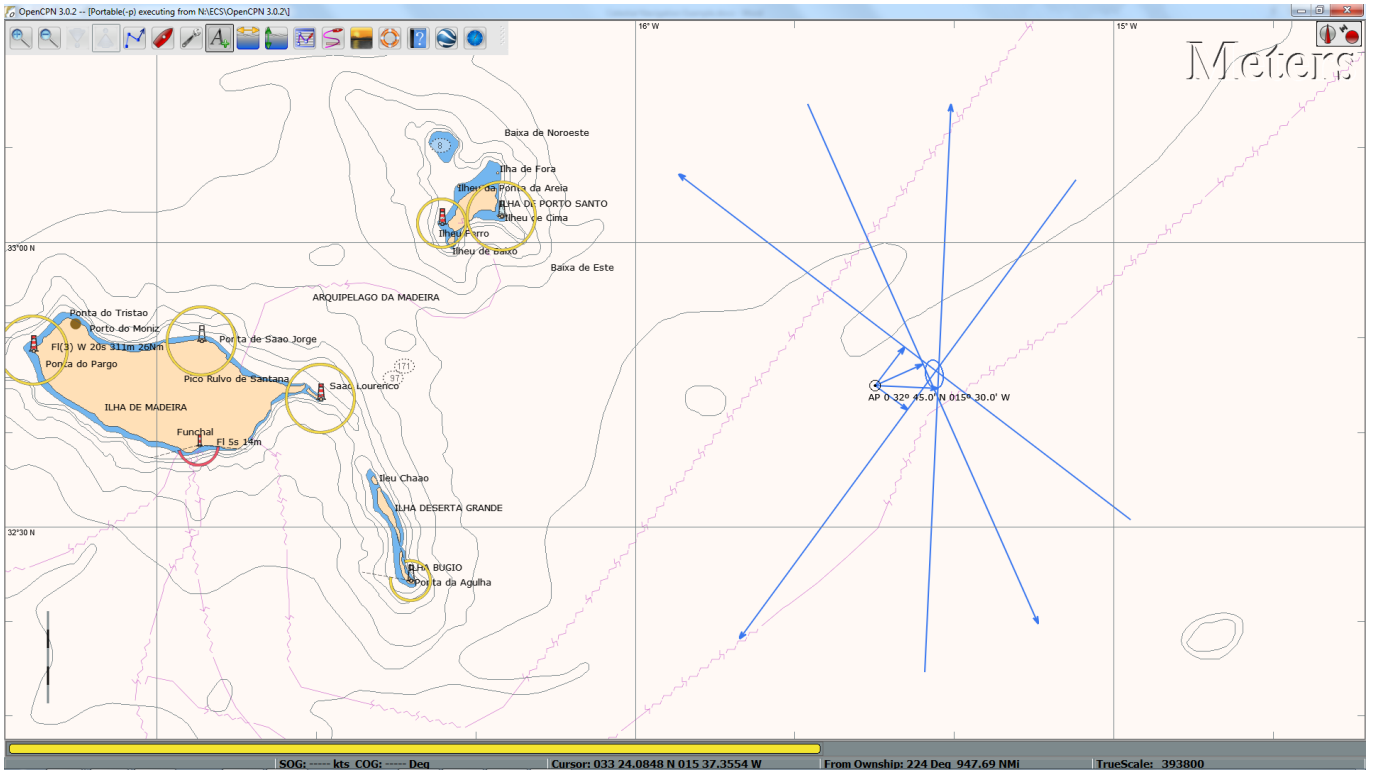 OpenCPN 3.0.2 -- [Portable(-p) executing from N:\ECS\OpenCPN 3.0.2\]
16° W
15° W
Meters
Baixa de Noroeste
8
Ilha de Fora
Ilheu da Ponta da Areia
ILHA DE PORTO SANTO
Ilheu de Cima
Ilheu Ferro
33°00 N
Ilheu de Baixo
Baixa de Este
ARQUIPELAGO DA MADEIRA
Ponta do Tristao
Porto do Moniz
Ponta de Saao Jorge
Fl(3) W 20s 311m 26Nm
Ponta do Pargo
171
97
Pico Rulvo de Santana
Saao Lourenco
AP 0 32º 45.0' N 015º 30.0' W
ILHA DE MADEIRA
Funchal
Fl 5s 14m
Ileu Chaao
ILHA DESERTA GRANDE
32°30 N
ILHA BUGIO
Ponta da Agulha
SOG: ----- kts COG: ----- Deg
Cursor: 033 24.0848 N 015 37.3554 W
From Ownship: 224 Deg 947.69 NMi
TrueScale: 393800